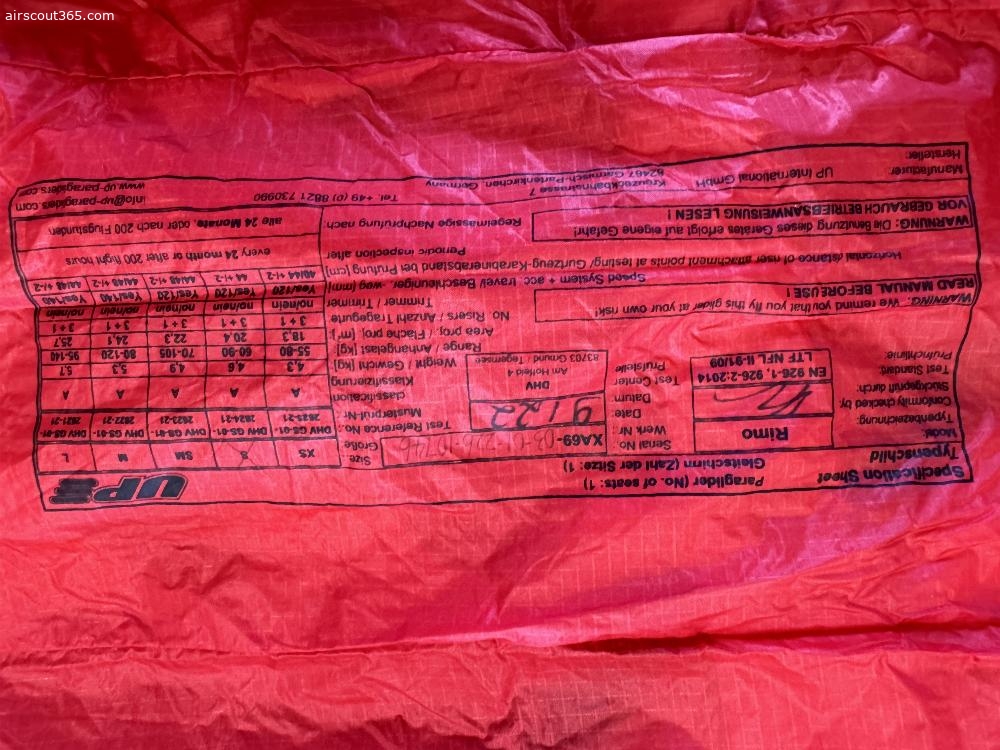 airscout365.com
Specification Sheet
Typenschild
Paraglider (No. of seats: 1)
Gleitschirm (Zahl der Sitze: 1)
UP
Model:
Typenbezeichnung:
Rimo
Serial No
Werk Nr:
XA69-
Size:
Größe:
XS S SM M L
Conformity checked by:
Stückgeprüft durch:
Date:
Datum
9/22
Test Reference No
Musterprüf-Nr:
DHV GS-01- DHV GS-01- DHV GS-01- DHV GS-01- DHV GS-01-
2825-21 2824-21 2823-21 2822-21 2821-21
Test Standard:
Prüfrichtlinie:
EN 926-1, 926-2:2014
LTF NFL-II-91/09
Test Center
Prüfstelle
DHV
Am Hoffeld 4
83703 Gmund Tegernsee
classification
Klassifizierung
A A A A A
Weight / Gewicht [kg]
4,3 4,6 4,9 5,3 5,7
Range / Anhängelast [kg]
55-80 60-90 70-105 80-120 95-140
Area proj. / Fläche proj. [m²]
18,3 20,4 22,3 24,1 25,7
No. Risers / Anzahl Tragegurte
3 + 1 3 + 1 3 + 1 3 + 1 3 + 1
Trimmer / Trimmer
no/nein no/nein no/nein no/nein no/nein
WARNING: We remind you that you fly this glider at your own risk!
READ MANUAL BEFORE USE !
Speed System + acc. travel/ Beschleuniger, -weg [mm]
Yes/120 Yes/120 Yes/120 Yes/140 Yes/140
Horizontal distance of riser attachment points at testing/ Gurtzeug-Karabinerabstand bei Prüfung [cm]
40/44 +-2 44 +-2 44/48 +-2 44/48 +-2 44/48 +-2
WARNUNG: Die Benutzung dieses Gerätes erfolgt auf eigene Gefahr!
VOR GEBRAUCH BETRIEBSANWEISUNG LESEN !
Periodic inspection after
every 24 month or after 200 flight hours
Regelmässige Nachprüfung nach:
alle 24 Monate, oder nach 200 Flugstunden
Manufacturer
Hersteller:
UP International GmbH
Kreuzeckbahnstrasse 7
82467 Garmisch-Partenkirchen, Germany
Tel +49 (0) 8821 730990
info@up-paragliders.com
www.up-paragliders.com